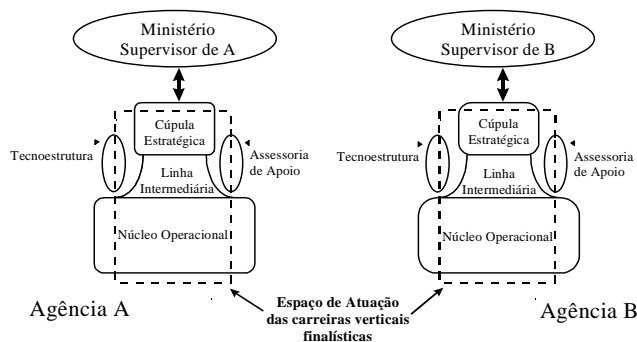 Ministério
Supervisor de A
Cúpula
Estratégica
Tecnoestrutura
Assessoria
de Apoio
Linha
Intermediária
Núcleo Operacional
Agência A
Ministério
Supervisor de B
Cúpula
Estratégica
Tecnoestrutura
Assessoria
de Apoio
Linha
Intermediária
Núcleo Operacional
Agência B
Espaço de Atuação
das carreiras verticais
finalísticas